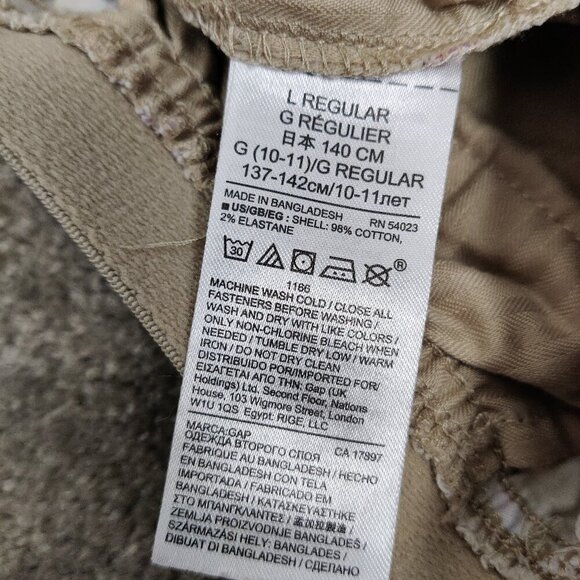 L REGULAR
G RÉGULIER
日本 140 CM
G (10-11)/G REGULAR
137-142см/10-11лет
MADE IN BANGLADESH RN 54023
■ US/GB/EG : SHELL: 98% COTTON,
2% ELASTANE
30 ®
1166
MACHINE WASH COLD / CLOSE ALL
FASTENERS BEFORE WASHING /
WASH AND DRY WITH LIKE COLORS /
ONLY NON-CHLORINE BLEACH WHEN
NEEDED / TUMBLE DRY LOW / WARM
IRON / DO NOT DRY CLEAN
DISTRIBUIDO POR/IMPORTED FOR/
ΕΙΣΑΓΕΤΑΙ ΑΠΟ ΤΗΝ: Gap (UK
Holdings) Ltd, Second Floor, Nations
House, 103 Wigmore Street, London
W1U 1QS. Egypt: RIGE, LLC
MARCA:GAP CA 17897
ОДЕЖДА ВТОРОГО СЛОЯ
FABRIQUE AU BANGLADESH / HECHO
EN BANGLADESH CON TELA
IMPORTADA / FABRICADO EM
BANGLADESH / ΚΑΤΑΣΚΕΥΑΣΤΗΚΕ
ΣΤΟ ΜΠΑΝΓΚΛΑΝΤΕΣ / 孟加拉製造 /
ZEMLJA PROIZVODNJE BANGLADEŠ /
SZÁRMAZÁSI HELY: BANGLADES /
DIBUAT DI BANGLADESH / СДЕЛАНО